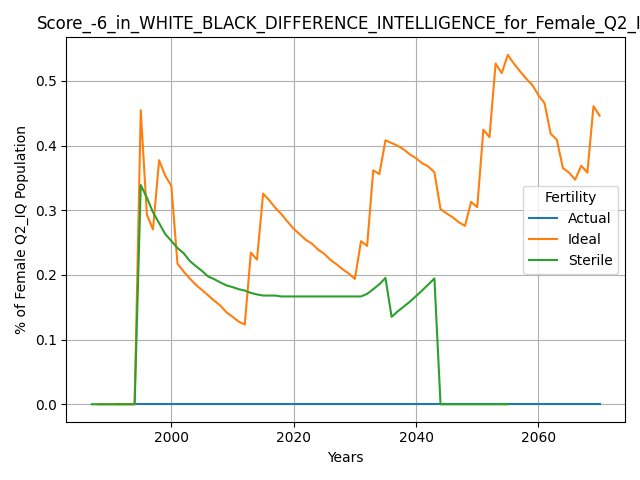 Score_-6_in_WHITE_BLACK_DIFFERENCE_INTELLIGENCE_for_Female_Q2_I
% of Female Q2_IQ Population
0.5
0.4
0.3
0.2
0.1
0.0
Fertility
Actual
Ideal
Sterile
2000
2020
2040
2060
Years